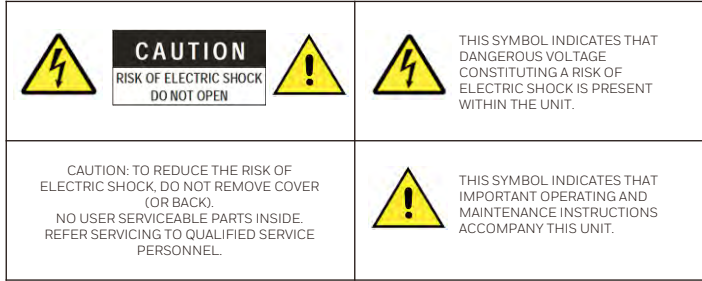 CAUTION
RISK OF ELECTRIC SHOCK
DO NOT OPEN
THIS SYMBOL INDICATES THAT
DANGEROUS VOLTAGE
CONSTITUTING A RISK OF
ELECTRIC SHOCK IS PRESENT
WITHIN THE UNIT.
CAUTION: TO REDUCE THE RISK OF
ELECTRIC SHOCK, DO NOT REMOVE COVER
(OR BACK).
NO USER SERVICEABLE PARTS INSIDE.
REFER SERVICING TO QUALIFIED SERVICE
PERSONNEL.
THIS SYMBOL INDICATES THAT
IMPORTANT OPERATING AND
MAINTENANCE INSTRUCTIONS
ACCOMPANY THIS UNIT.